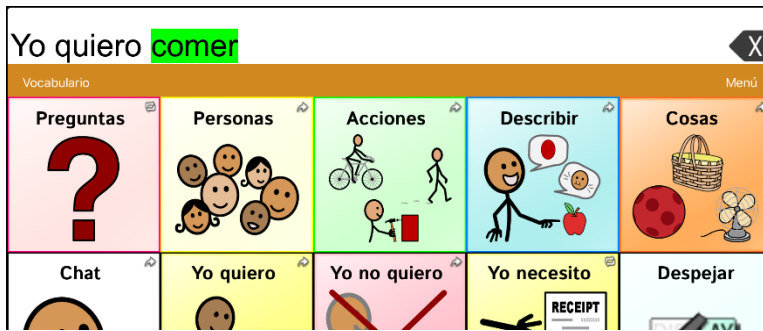 Yo quiero comer
X
Vocabulario Menú
Preguntas Personas Acciones Describir Cosas
Chat Yo quiero Yo no quiero Yo necesito Despejar
RECEIPT